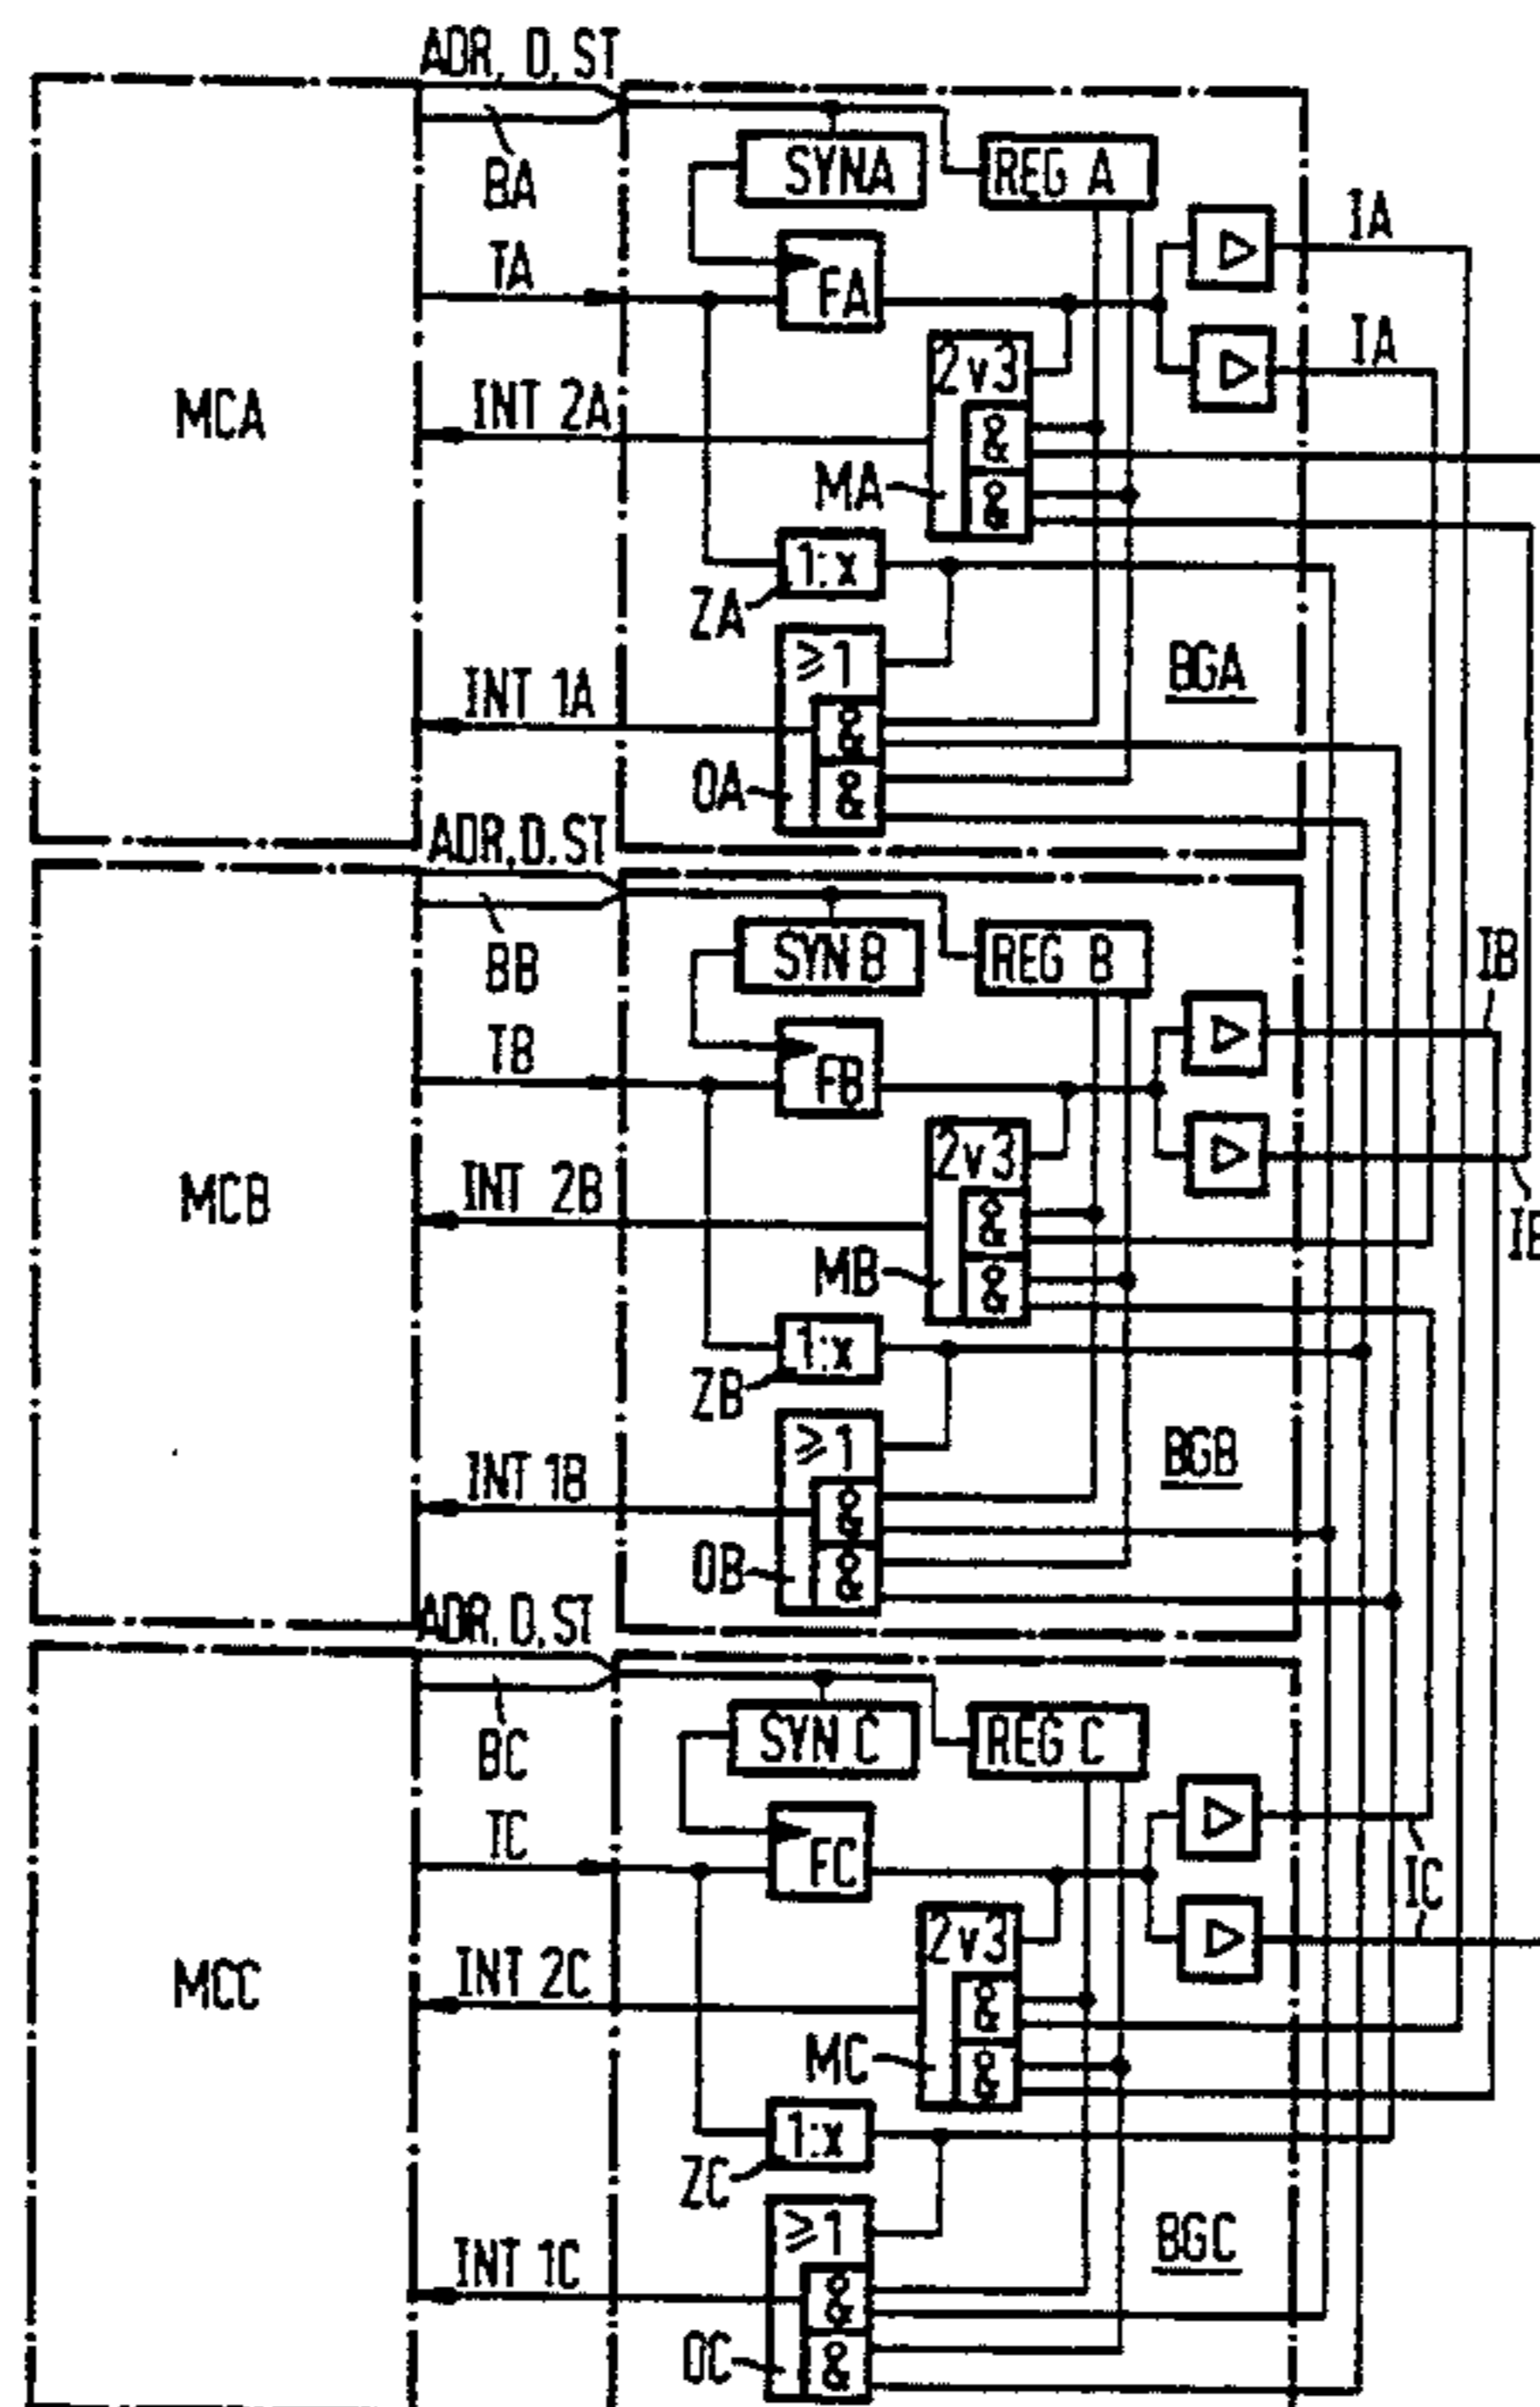 ADR, D, ST
BA
SYNA
REG A
IA
TA
FA
IA
2v3
INT 2A
MCA
&
MA
&
1:x
ZA
≥1
BGA
INT 1A
&
OA
&
ADR, D, ST
BB
SYN B
REG B
IB
TB
FB
2v3
INT 2B
MCB
&
MB
&
1:x
ZB
≥1
BGB
INT 1B
&
OB
&
ADR, D, ST
BC
SYN C
REG C
TC
FC
IC
2v3
INT 2C
MCC
&
MC
&
1:x
ZC
≥1
BGC
INT 1C
&
OC
&